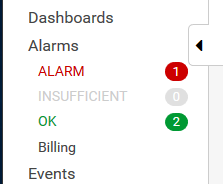 Dashboards
Alarms
ALARM 1
INSUFFICIENT 0
OK 2
Billing
Events